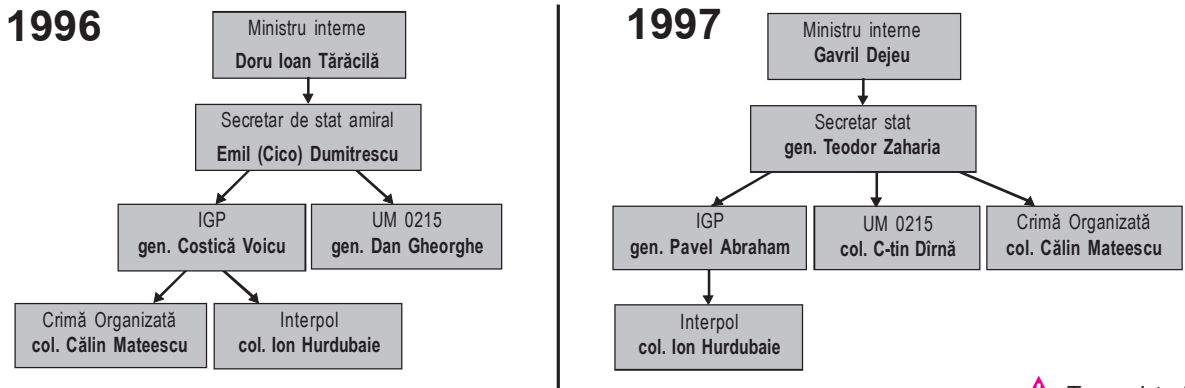 1996
Ministru interne
Doru Ioan Tărăcilă
Secretar de stat amiral
Emil (Cico) Dumitrescu
IGP
gen. Costică Voicu
UM 0215
gen. Dan Gheorghe
Crimă Organizată
col. Călin Mateescu
Interpol
col. Ion Hurdubaie
1997
Ministru interne
Gavril Dejeu
Secretar stat
gen. Teodor Zaharia
IGP
gen. Pavel Abraham
UM 0215
col. C-tin Dîrnă
Crimă Organizată
col. Călin Mateescu
Interpol
col. Ion Hurdubaie